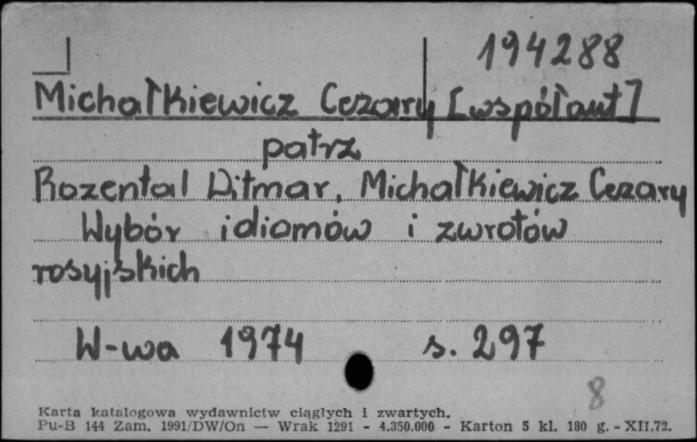 194288
Michałkiewicz Cezary [współaut]
patrz
Rozental Ditmar, Michałkiewicz Cezary
Wybór idiomów i zwrotów
rosyjskich
W-wa 1974 s. 297
8
Karta katalogowa wydawnictw ciągłych i zwartych.
Pu-B 144 Zam. 1991/DW/On — Wrak 1291 - 4.350.000 - Karton 5 kl. 180 g. - XII.72.